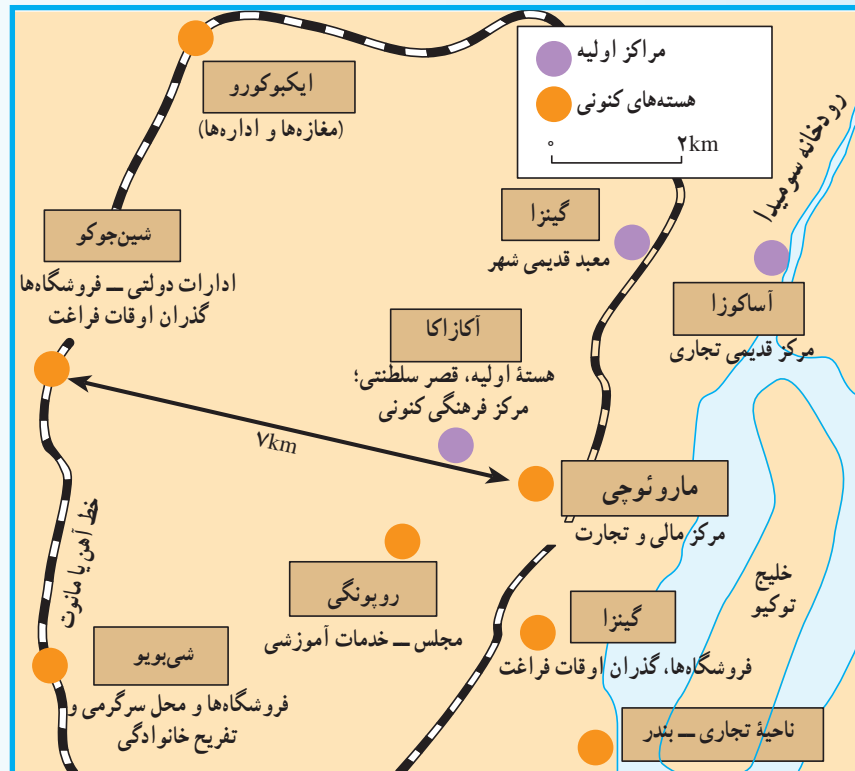 مراکز اولیه
هسته‌های کنونی
۰ ۲km
ایکبوکورو
(مغازه‌ها و اداره‌ها)
رودخانه سومیدا
شین‌جوکو
ادارات دولتی ــ فروشگاه‌ها
گذران اوقات فراغت
گینزا
معبد قدیمی شهر
آساکوزا
مرکز قدیمی تجاری
آکازاکا
هستهٔ اولیه، قصر سلطنتی؛
مرکز فرهنگی کنونی
۷km
ماروئوچی
مرکز مالی و تجارت
خط آهن یا مانوت
روپونگی
مجلس ــ خدمات آموزشی
خلیج
توکیو
گینزا
فروشگاه‌ها، گذران اوقات فراغت
شی‌بویو
فروشگاه‌ها و محل سرگرمی و
تفریح خانوادگی
ناحیهٔ تجاری ــ بندر